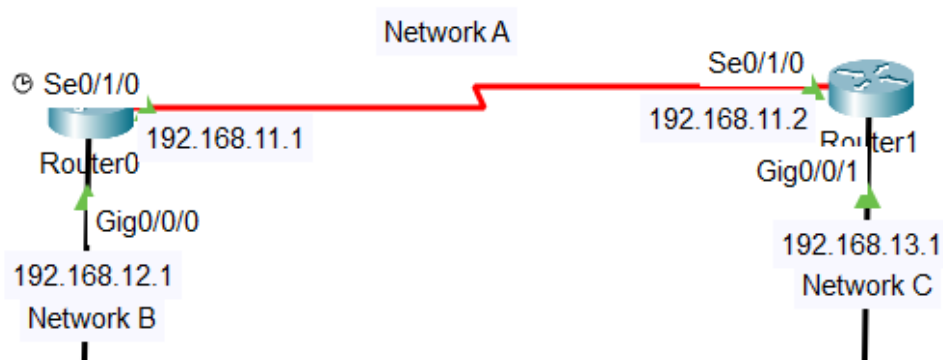 Network A
Se0/1/0
Se0/1/0
192.168.11.1
192.168.11.2
Router0
Router1
Gig0/0/1
Gig0/0/0
192.168.12.1
192.168.13.1
Network B
Network C